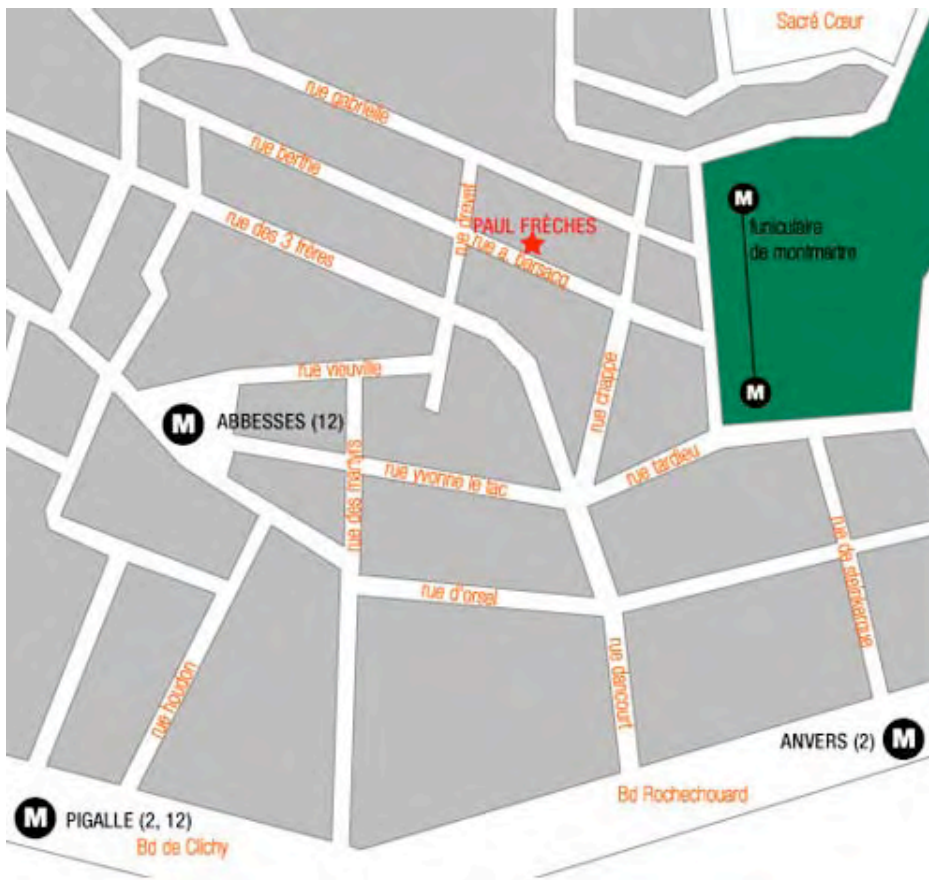 Sacré Cœur
rue gabrielle
rue berthe
rue drevet
PAUL FRÈCHES
rue a. barsacq
rue des 3 frères
M
funiculaire
de montmartre
rue vieuville
rue chappe
M
M
ABBESSES (12)
rue tardieu
rue yvonne le tac
rue des martyrs
rue de steinkerque
rue d'orsel
rue houdon
rue dancourt
ANVERS (2)
M
Bd Rochechouard
M
PIGALLE (2, 12)
Bd de Clichy